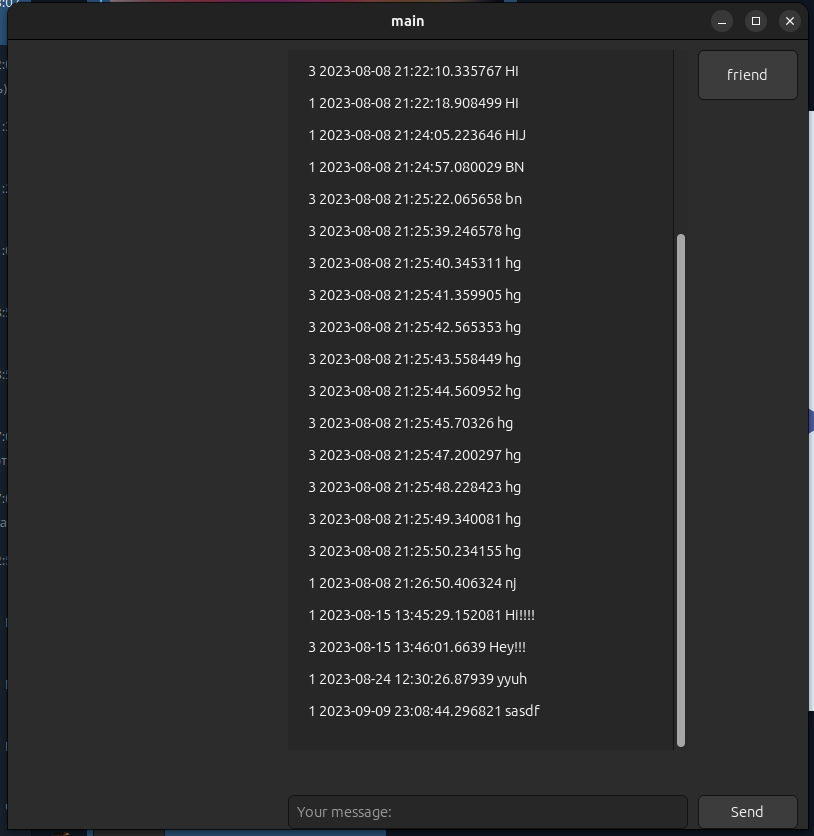 main
friend
3 2023-08-08 21:22:10.335767 HI
1 2023-08-08 21:22:18.908499 HI
1 2023-08-08 21:24:05.223646 HIJ
1 2023-08-08 21:24:57.080029 BN
3 2023-08-08 21:25:22.065658 bn
3 2023-08-08 21:25:39.246578 hg
3 2023-08-08 21:25:40.345311 hg
3 2023-08-08 21:25:41.359905 hg
3 2023-08-08 21:25:42.565353 hg
3 2023-08-08 21:25:43.558449 hg
3 2023-08-08 21:25:44.560952 hg
3 2023-08-08 21:25:45.70326 hg
3 2023-08-08 21:25:47.200297 hg
3 2023-08-08 21:25:48.228423 hg
3 2023-08-08 21:25:49.340081 hg
3 2023-08-08 21:25:50.234155 hg
1 2023-08-08 21:26:50.406324 nj
1 2023-08-15 13:45:29.152081 Hi!!!!
3 2023-08-15 13:46:01.6639 Hey!!!
1 2023-08-24 12:30:26.87939 yyuh
1 2023-09-09 23:08:44.296821 sasdf
Your message:
Send